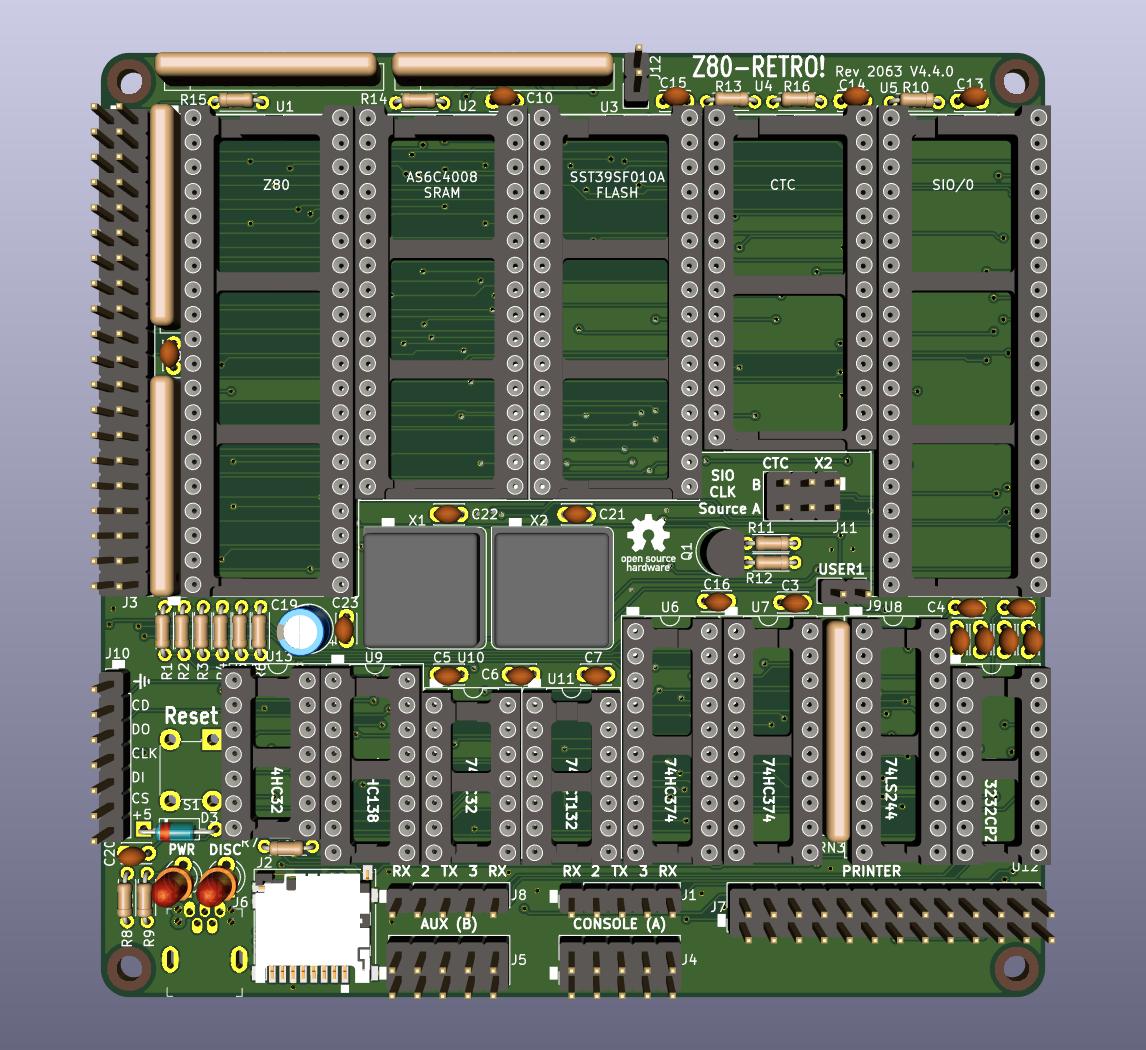 Z80-RETRO! Rev 2063 V4.4.0
J12
R15 U1 R14 U2 C10 U3 C15 R13 U4 R16 C14 U5 R10 C13
Z80
AS6C4008
SRAM
SST39SF010A
FLASH
CTC
SIO/0
CTC X2
SIO
CLK
Source A
B
J11
X1 C22 X2 C21
open source
hardware
Q1
R11
R12
USER1
J3
C19 C23
C16 C3 J9 U8 C4
U6 U7
R1 R2 R3
J10
U13 U9 C5 U10 C6 U11 C7
CD
DO
CLK
DI
CS
+5
Reset
S1
D3
4HC32
74HC374
74HC374
74LS244
PWR DISC
J2
J6
R8 R9
RX 2 TX 3 RX
J8
AUX (B)
J5
RX 2 TX 3 RX
J1
CONSOLE (A)
J4
RN3
PRINTER
U12
J7